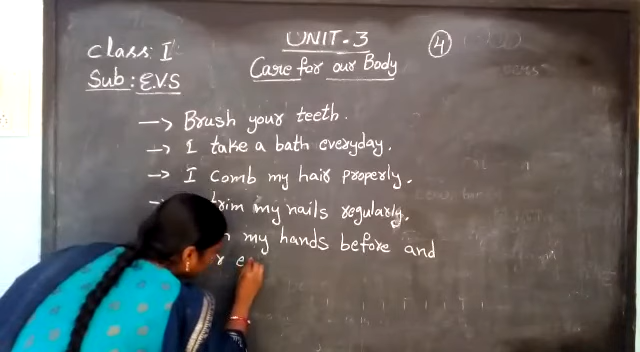 UNIT-3
Class: I
④
Care for our Body
Sub: E.V.S
→ Brush your teeth.
→ I take a bath everyday.
→ I comb my hair properly.
trim my nails regularly.
my hands before and